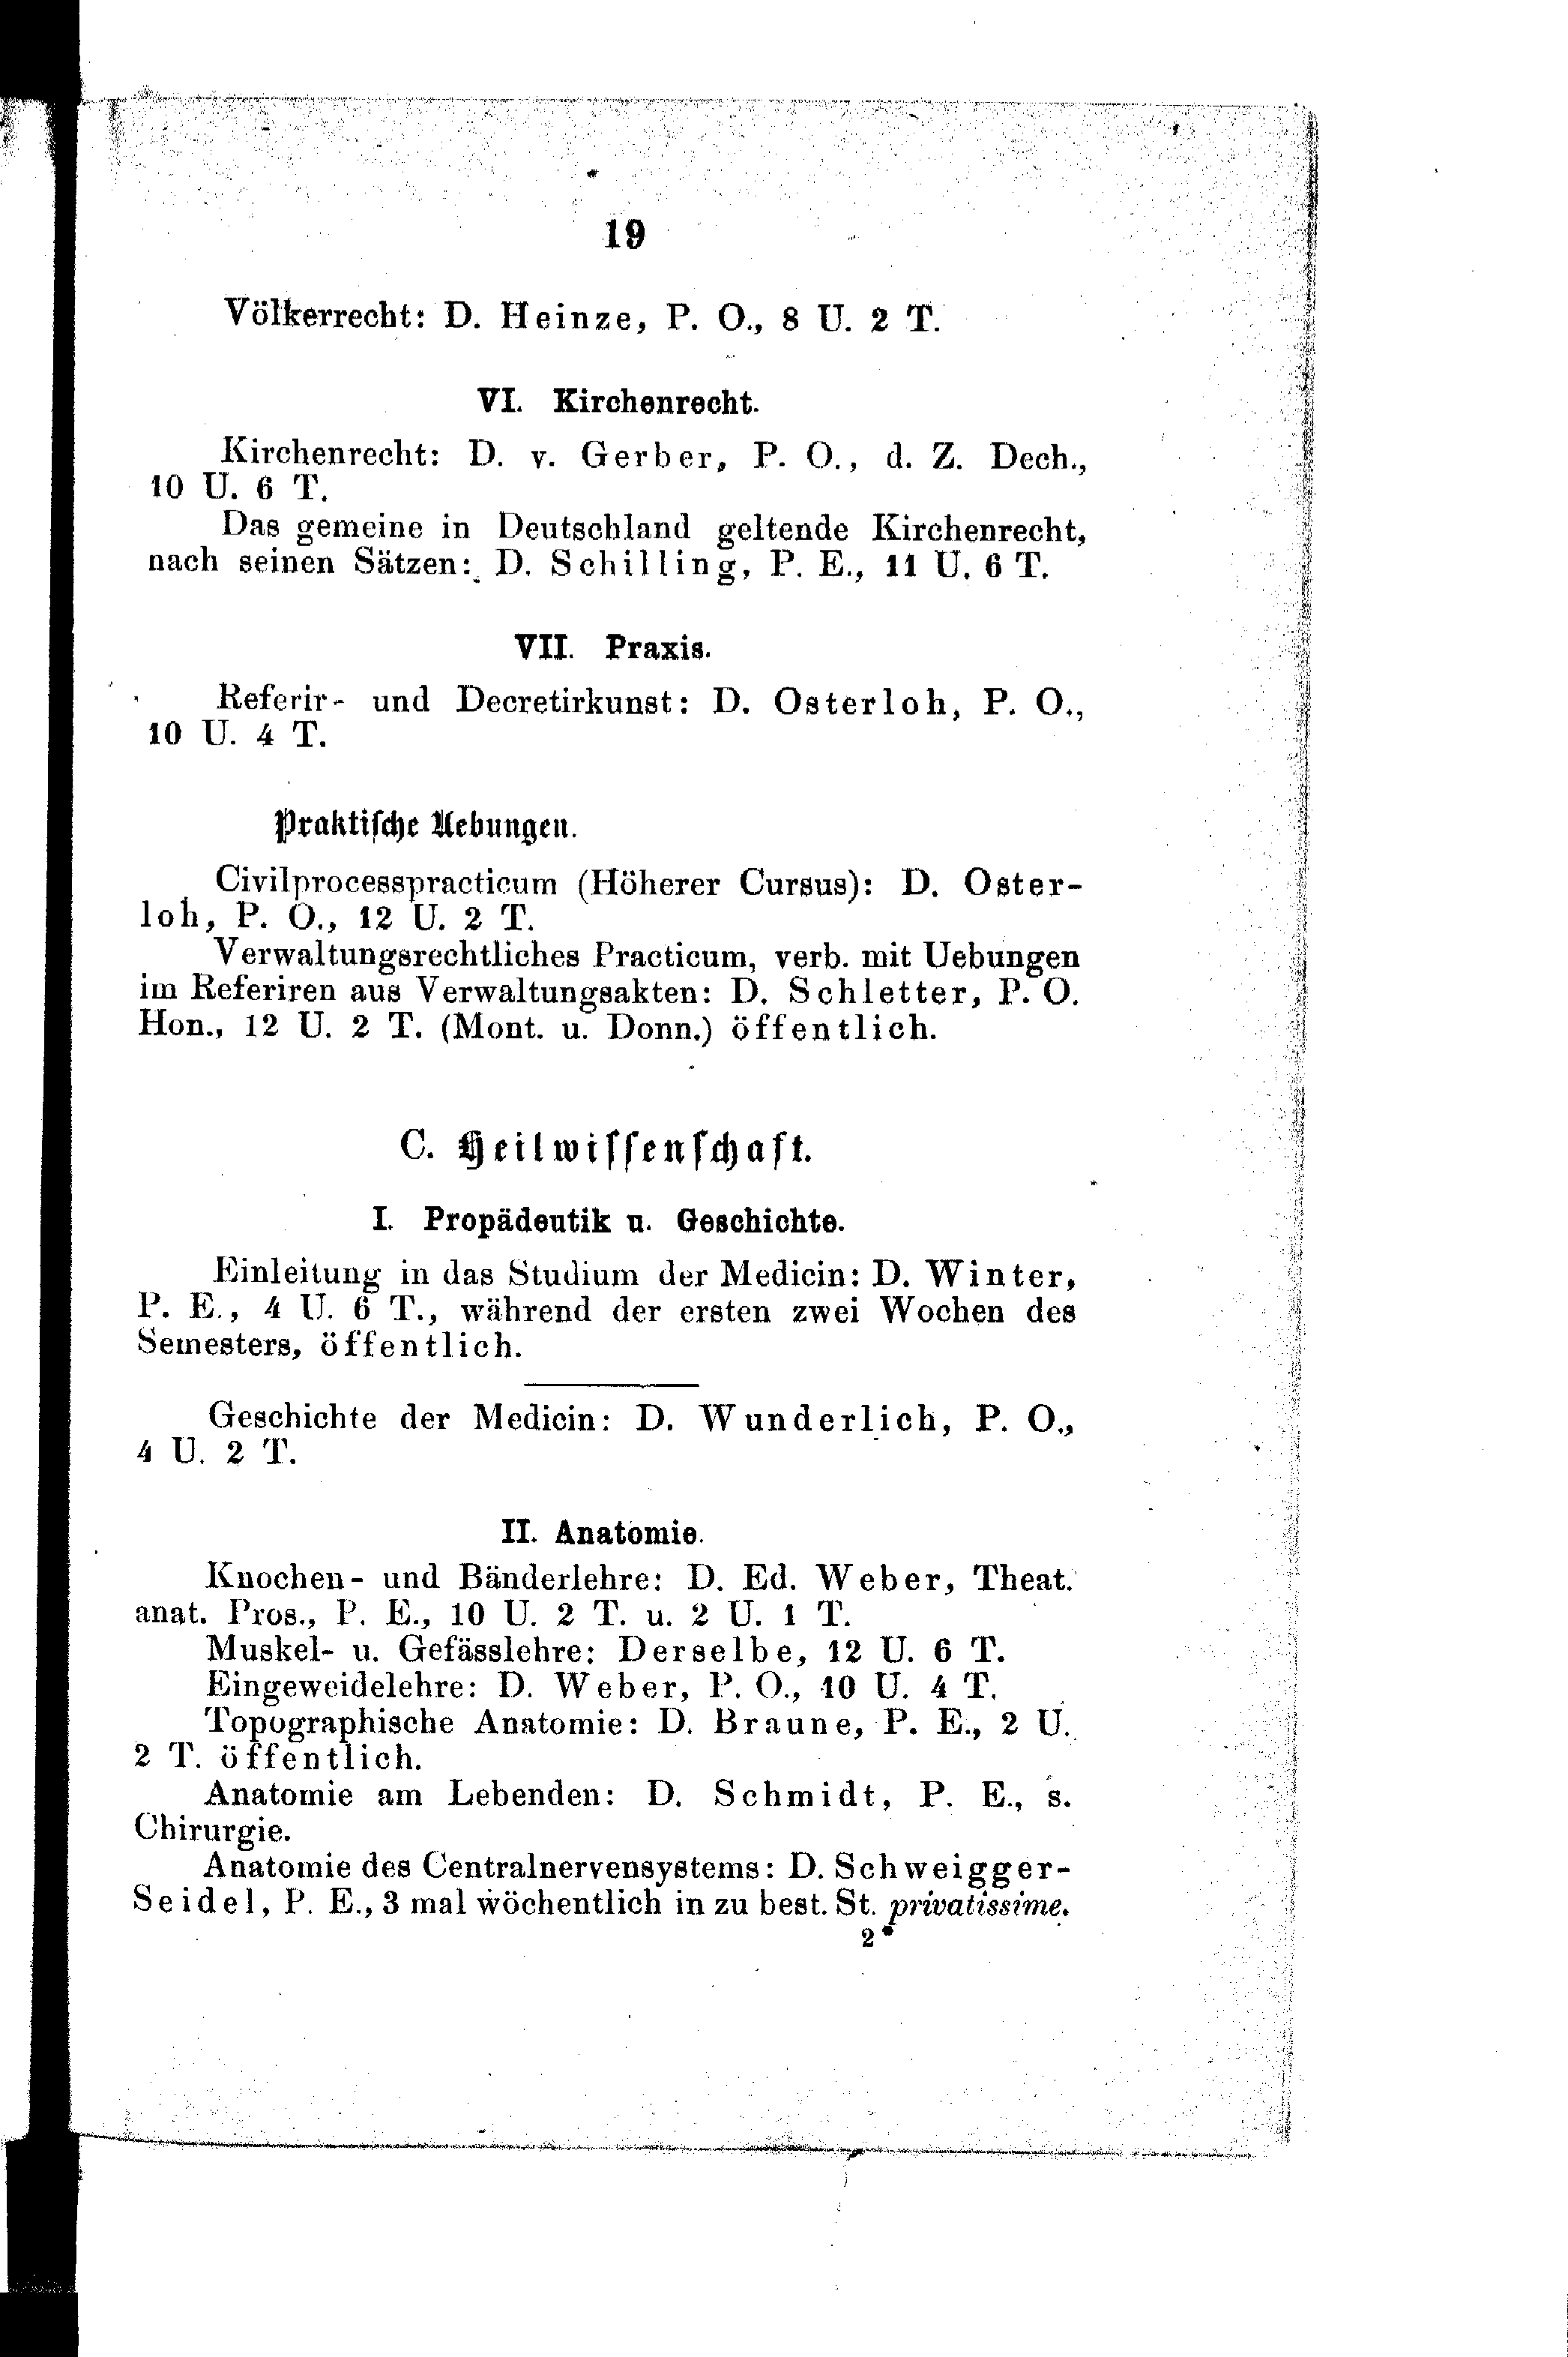 19
Völkerrecht: D. Heinze, P. O., 8 U. 2 T.
VI. Kirchenrecht.
Kirchenrecht: D. v. Gerber, P. O., d. Z. Dech.,
10 U. 6 T.
Das gemeine in Deutschland geltende Kirchenrecht,
nach seinen Sätzen: D. Schilling, P. E., 11 U. 6 T.
VII. Praxis.
Referir- und Decretirkunst: D. Osterloh, P. O.,
10 U. 4 T.
Praktiſche Uebungen.
Civilprocesspracticum (Höherer Cursus): D. Oster-
loh, P. O., 12 U. 2 T.
Verwaltungsrechtliches Practicum, verb. mit Uebungen
im Referiren aus Verwaltungsakten: D. Schletter, P. O.
Hon., 12 U. 2 T. (Mont. u. Donn.) öffentlich.
C. Heilwiſſenſchaft.
I. Propädeutik u. Geschichte.
Einleitung in das Studium der Medicin: D. Winter,
P. E., 4 U. 6 T., während der ersten zwei Wochen des
Semesters, öffentlich.
Geschichte der Medicin: D. Wunderlich, P. O.,
4 U. 2 T.
II. Anatomie.
Knochen- und Bänderlehre: D. Ed. Weber, Theat.
anat. Pros., P. E., 10 U. 2 T. u. 2 U. 1 T.
Muskel- u. Gefässlehre: Derselbe, 12 U. 6 T.
Eingeweidelehre: D. Weber, P. O., 10 U. 4 T.
Topographische Anatomie: D. Braune, P. E., 2 U.
2 T. öffentlich.
Anatomie am Lebenden: D. Schmidt, P. E., s.
Chirurgie.
Anatomie des Centralnervensystems: D. Schweigger-
Seidel, P. E., 3 mal wöchentlich in zu best. St. privatissime.
2*